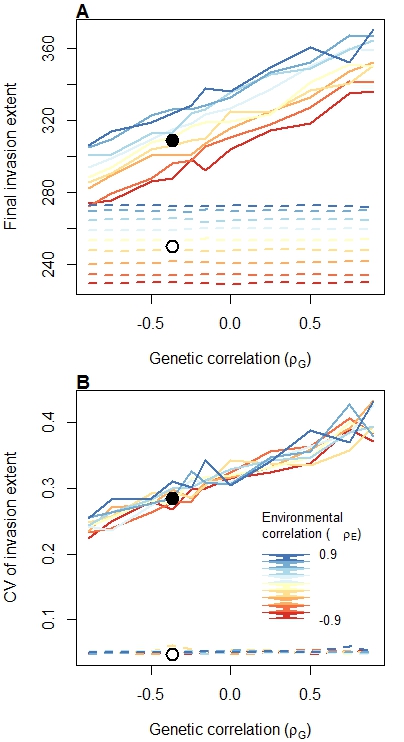 A
Final invasion extent
360
320
280
240
-0.5 0.0 0.5
Genetic correlation (ρG)
B
CV of invasion extent
0.4
0.3
0.2
0.1
Environmental
correlation ( ρE)
0.9
-0.9
-0.5 0.0 0.5
Genetic correlation (ρG)